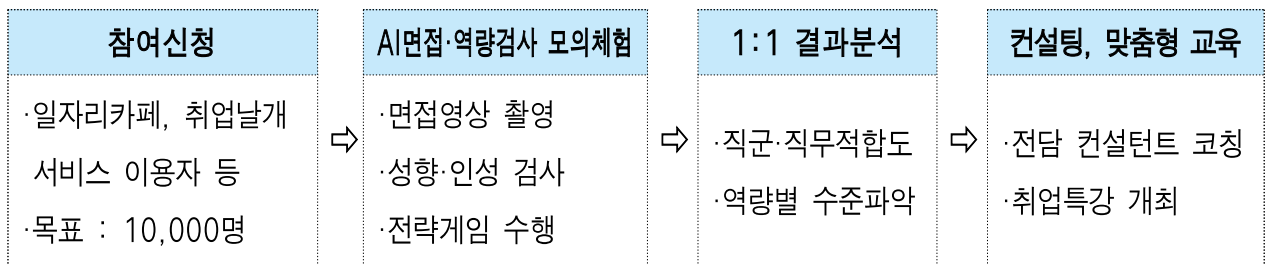 참여신청
·일자리카페, 취업날개
서비스 이용자 등
·목표 : 10,000명
⇨
AI면접·역량검사 모의체험
·면접영상 촬영
·성향·인성 검사
·전략게임 수행
⇨
1:1 결과분석
·직군·직무적합도
·역량별 수준파악
⇨
컨설팅, 맞춤형 교육
·전담 컨설턴트 코칭
·취업특강 개최